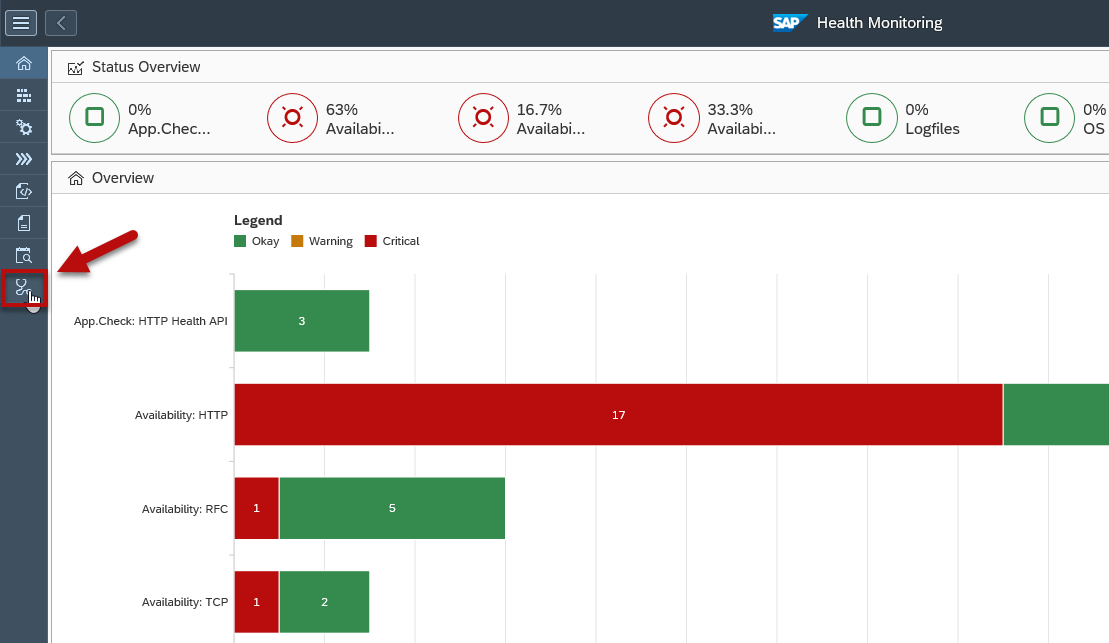 SAP Health Monitoring
Status Overview
0%
App.Chec...
63%
Availabi...
16.7%
Availabi...
33.3%
Availabi...
0%
Logfiles
0%
OS
Overview
Legend
Okay
Warning
Critical
App.Check: HTTP Health API
3
Availability: HTTP
17
Availability: RFC
1
5
Availability: TCP
1
2